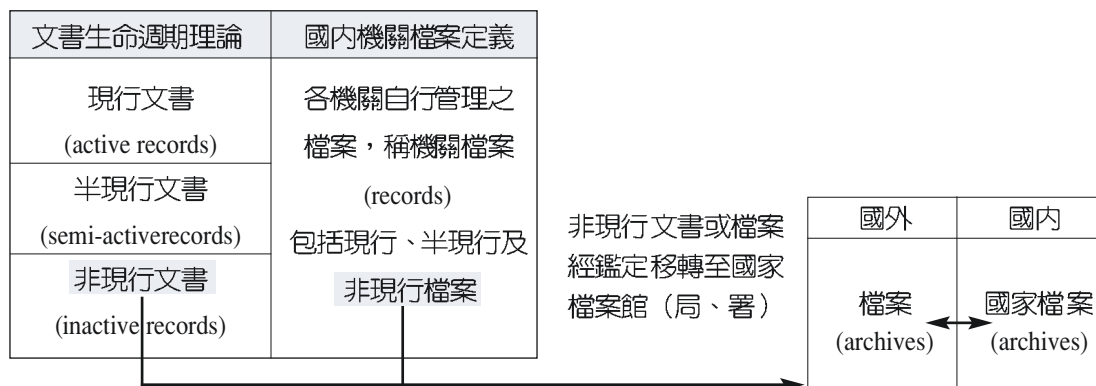 文書生命週期理論
國內機關檔案定義
現行文書
(active records)
半現行文書
(semi-activerecords)
非現行文書
(inactive records)
各機關自行管理之
檔案，稱機關檔案
(records)
包括現行、半現行及
非現行檔案
非現行文書或檔案
經鑑定移轉至國家
檔案館（局、署）
國外
國內
檔案
(archives)
國家檔案
(archives)